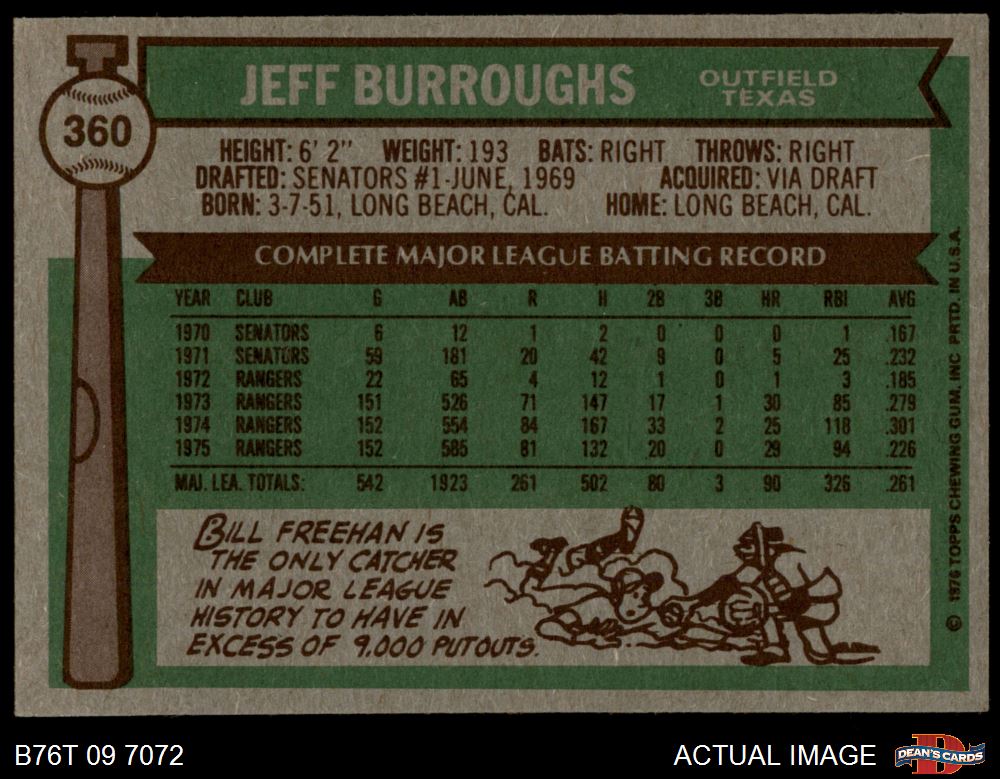 360
JEFF BURROUGHS
OUTFIELD
TEXAS
HEIGHT: 6' 2" WEIGHT: 193 BATS: RIGHT THROWS: RIGHT
DRAFTED: SENATORS #1-JUNE, 1969 ACQUIRED: VIA DRAFT
BORN: 3-7-51, LONG BEACH, CAL. HOME: LONG BEACH, CAL.
COMPLETE MAJOR LEAGUE BATTING RECORD
YEAR CLUB G AB R H 2B 3B HR RBI AVG
1970 SENATORS 6 12 1 2 0 0 0 1 .167
1971 SENATORS 59 181 20 42 9 0 5 25 .232
1972 RANGERS 22 65 4 12 1 0 1 3 .185
1973 RANGERS 151 526 71 147 17 1 30 85 .279
1974 RANGERS 152 554 84 167 33 2 25 118 .301
1975 RANGERS 152 585 81 132 20 0 29 94 .226
MAJ. LEA. TOTALS: 542 1923 261 502 80 3 90 326 .261
BILL FREEHAN IS
THE ONLY CATCHER
IN MAJOR LEAGUE
HISTORY TO HAVE IN
EXCESS OF 9,000 PUTOUTS.
© 1976 TOPPS CHEWING GUM, INC PRTD. IN U.S.A.
B76T 09 7072
ACTUAL IMAGE
DEAN'S CARDS